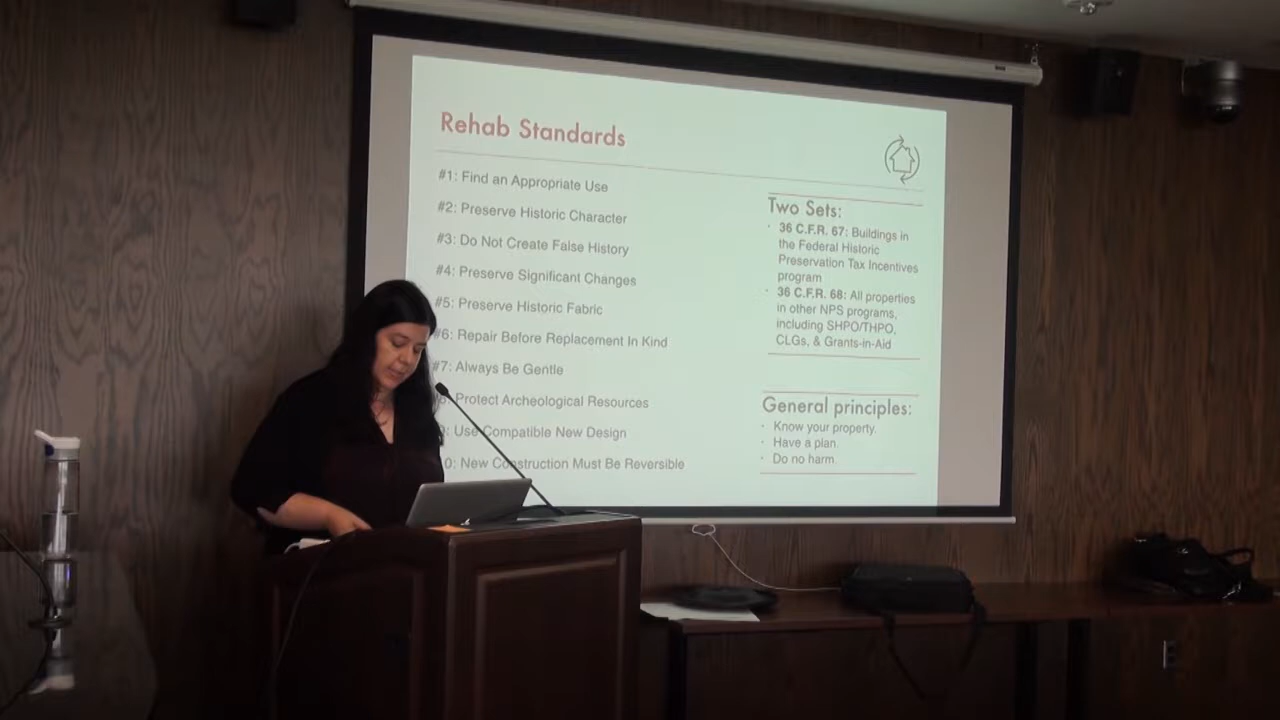 Rehab Standards
#1: Find an Appropriate Use
#2: Preserve Historic Character
#3: Do Not Create False History
#4: Preserve Significant Changes
#5: Preserve Historic Fabric
#6: Repair Before Replacement In Kind
#7: Always Be Gentle
Protect Archeological Resources
: Use Compatible New Design
0: New Construction Must Be Reversible
Two Sets:
· 36 C.F.R. 67: Buildings in
the Federal Historic
Preservation Tax Incentives
program
· 36 C.F.R. 68: All properties
in other NPS programs,
including SHPO/THPO,
CLGs, & Grants-in-Aid
General principles:
· Know your property.
· Have a plan.
· Do no harm.